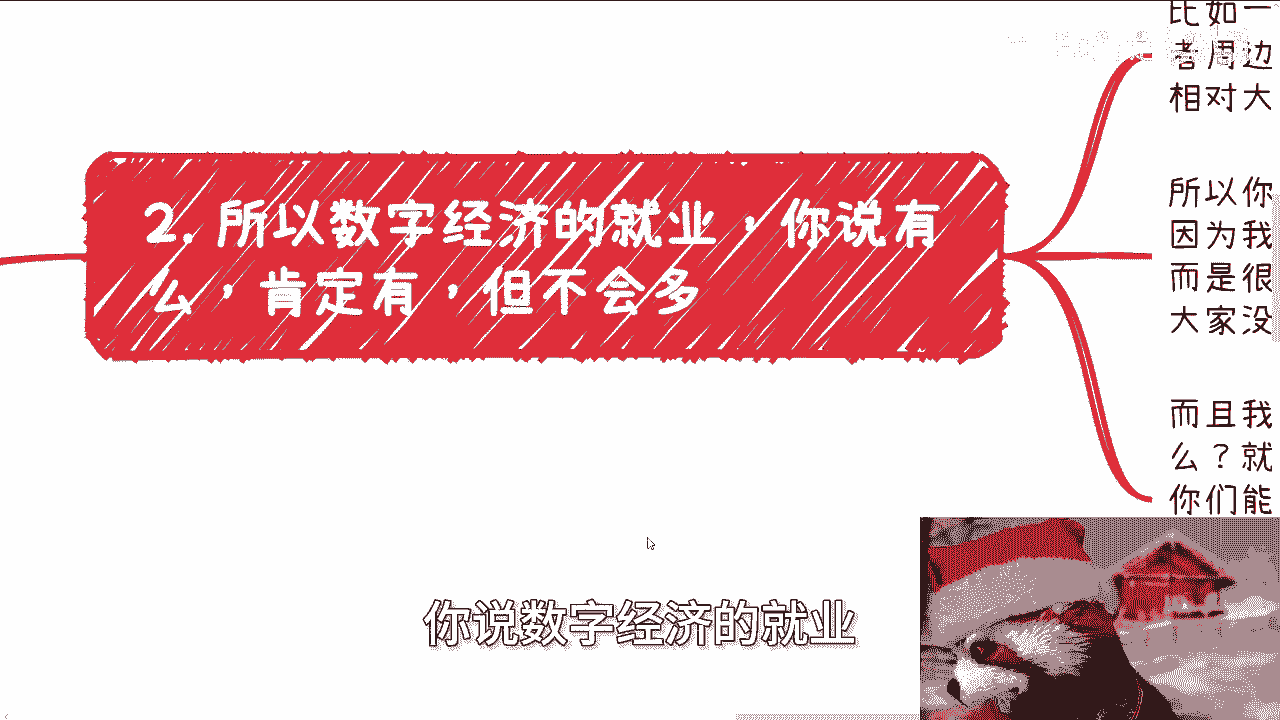 比如一
者周边
相对大
2. 所以数字经济的就业，你说有
么，肯定有，但不会多
所以你
因为我
而是很
大家没
而且我
么？就
你们能
你说数字经济的就业